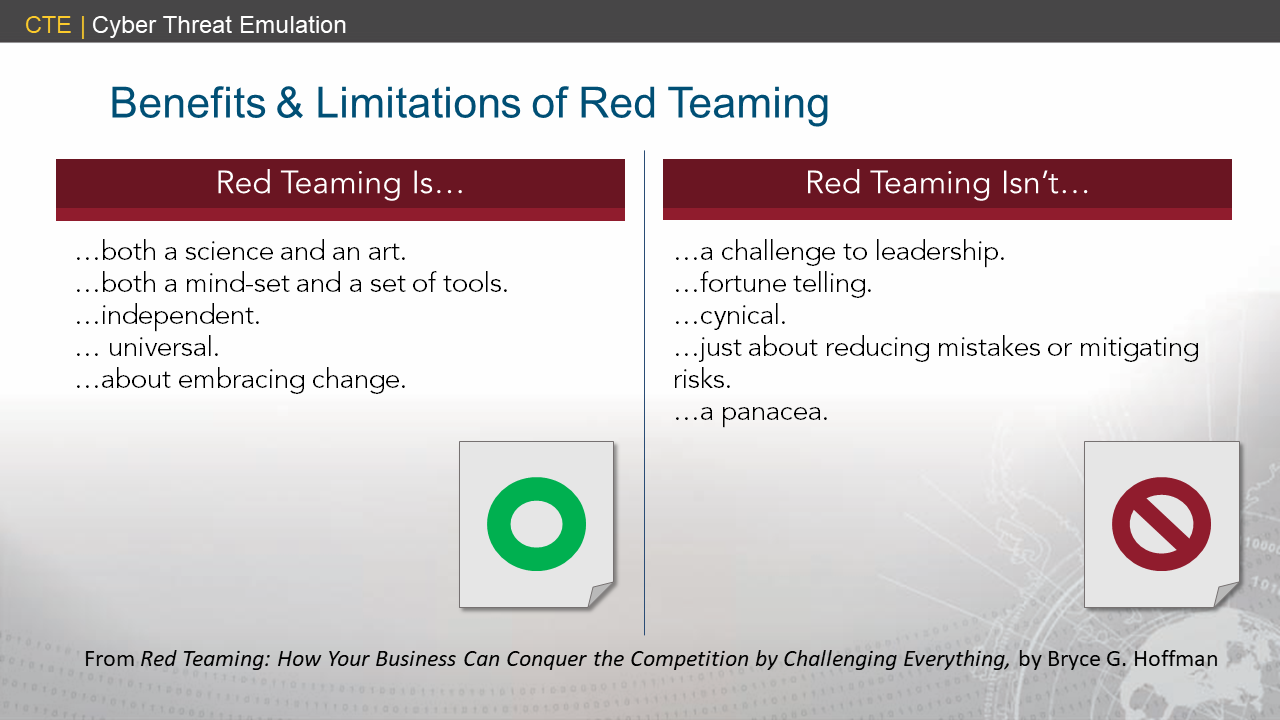 CTE | Cyber Threat Emulation
Benefits & Limitations of Red Teaming
Red Teaming Is…
…both a science and an art.
…both a mind-set and a set of tools.
…independent.
… universal.
…about embracing change.
Red Teaming Isn’t…
…a challenge to leadership.
…fortune telling.
…cynical.
…just about reducing mistakes or mitigating
risks.
…a panacea.
From Red Teaming: How Your Business Can Conquer the Competition by Challenging Everything, by Bryce G. Hoffman